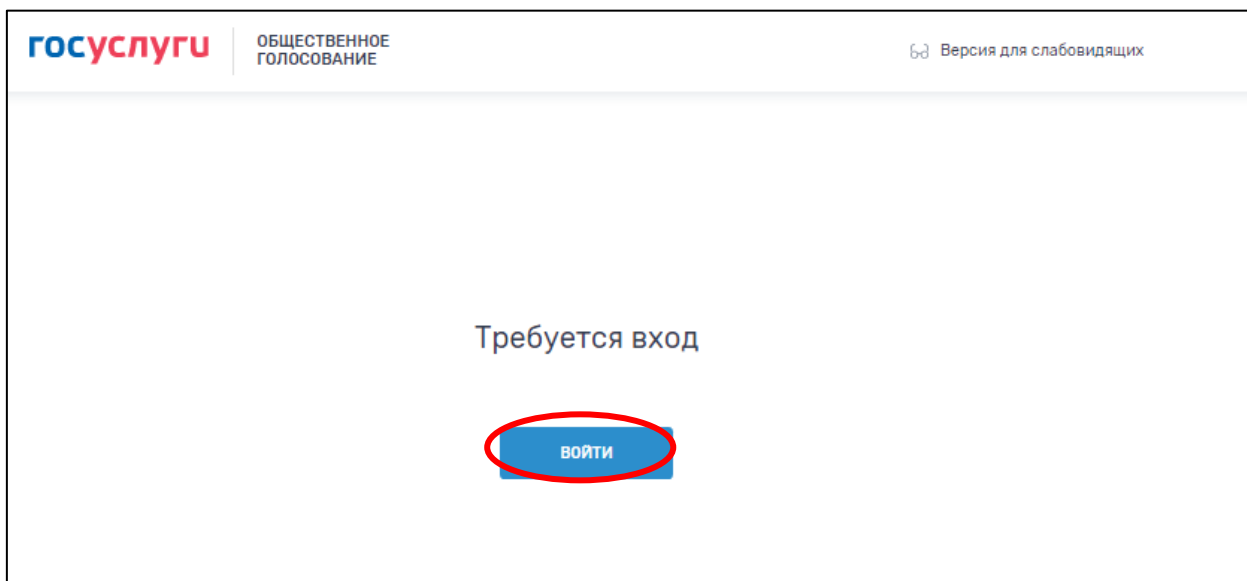 госуслуги
ОБЩЕСТВЕННОЕ
ГОЛОСОВАНИЕ
Версия для слабовидящих
Требуется вход
ВОЙТИ